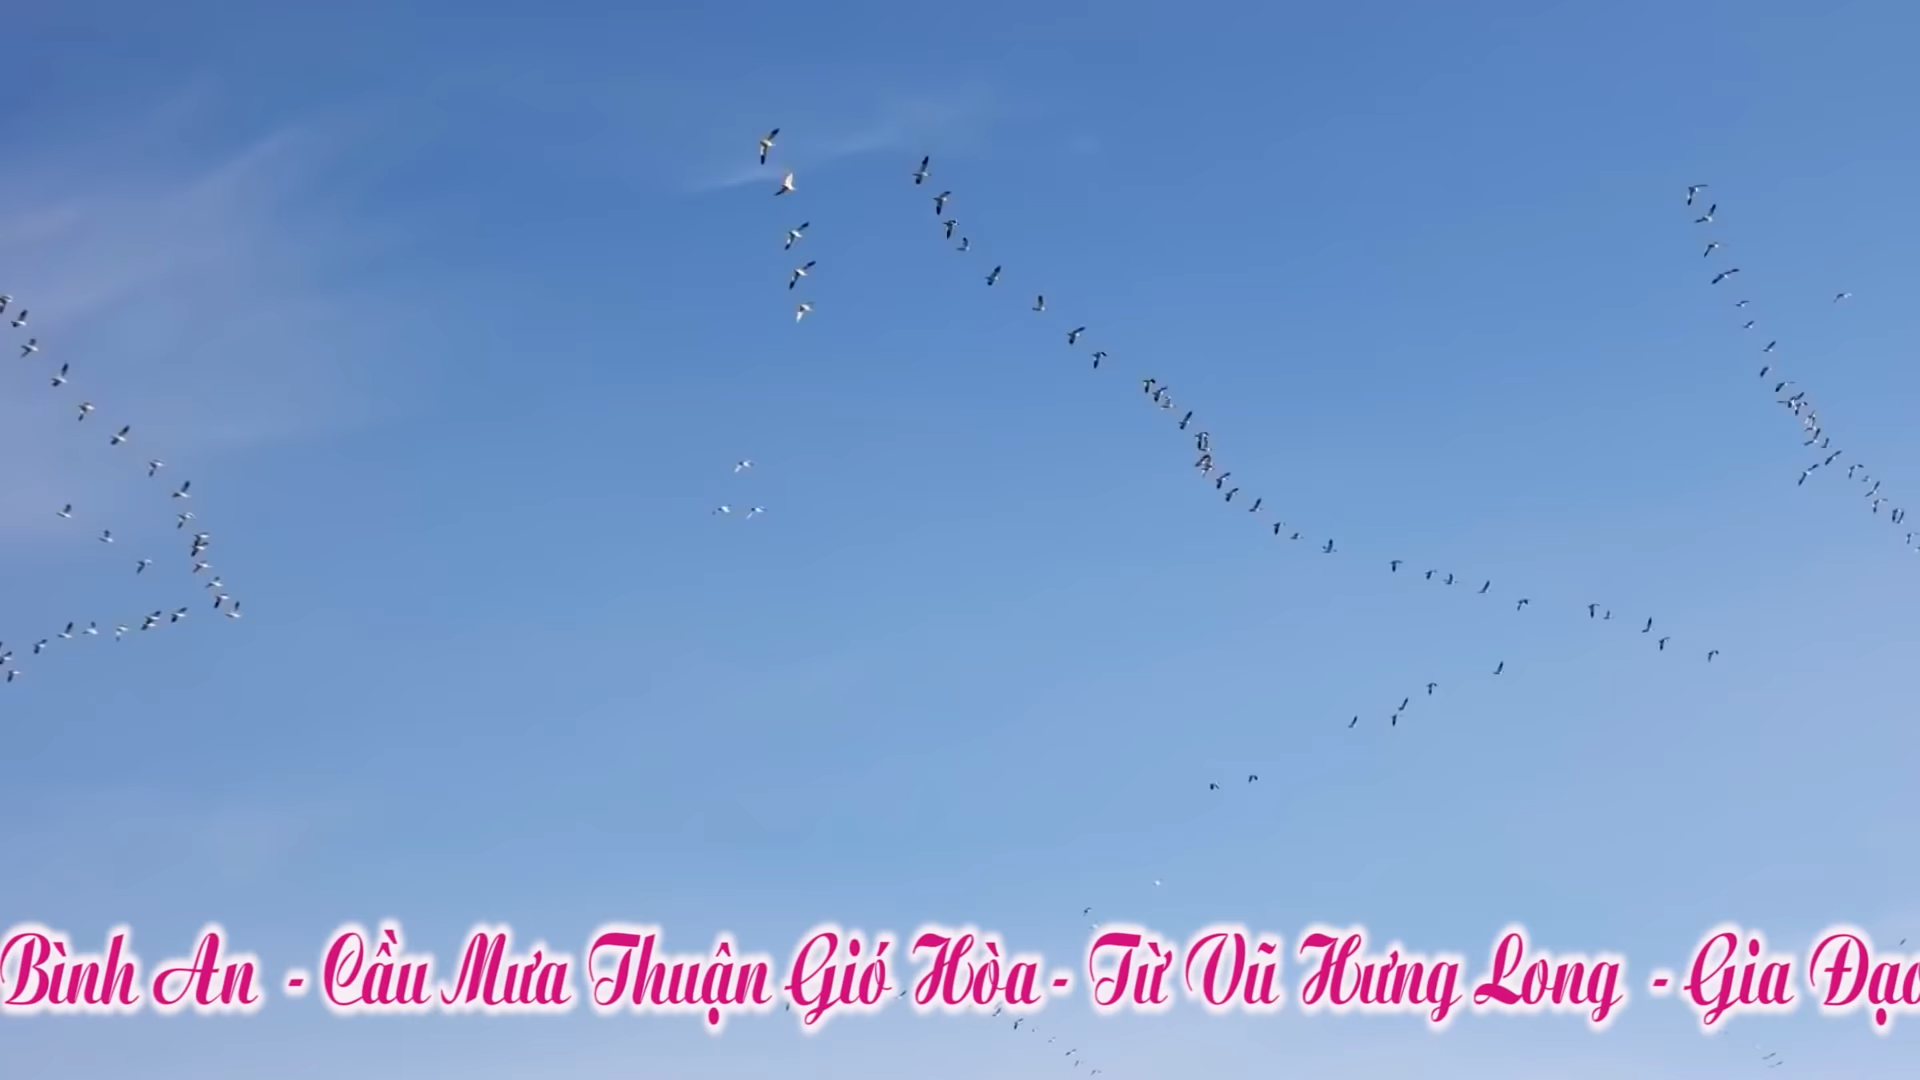 Bình An - Cầu Mưa Thuận Gió Hòa - Từ Vũ Hưng Long - Gia Đạo